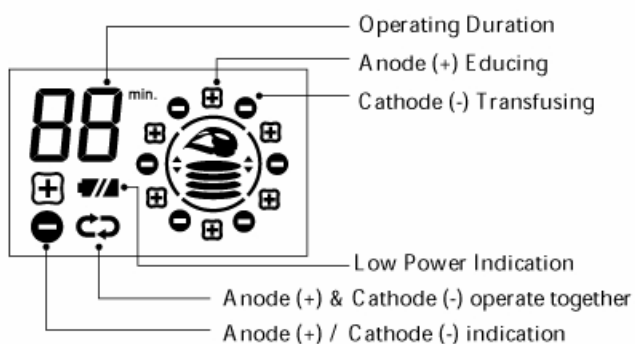 Operating Duration
Anode (+) Educing
Cathode (-) Transfusing
88 min.
Low Power Indication
Anode (+) & Cathode (-) operate together
Anode (+) / Cathode (-) indication